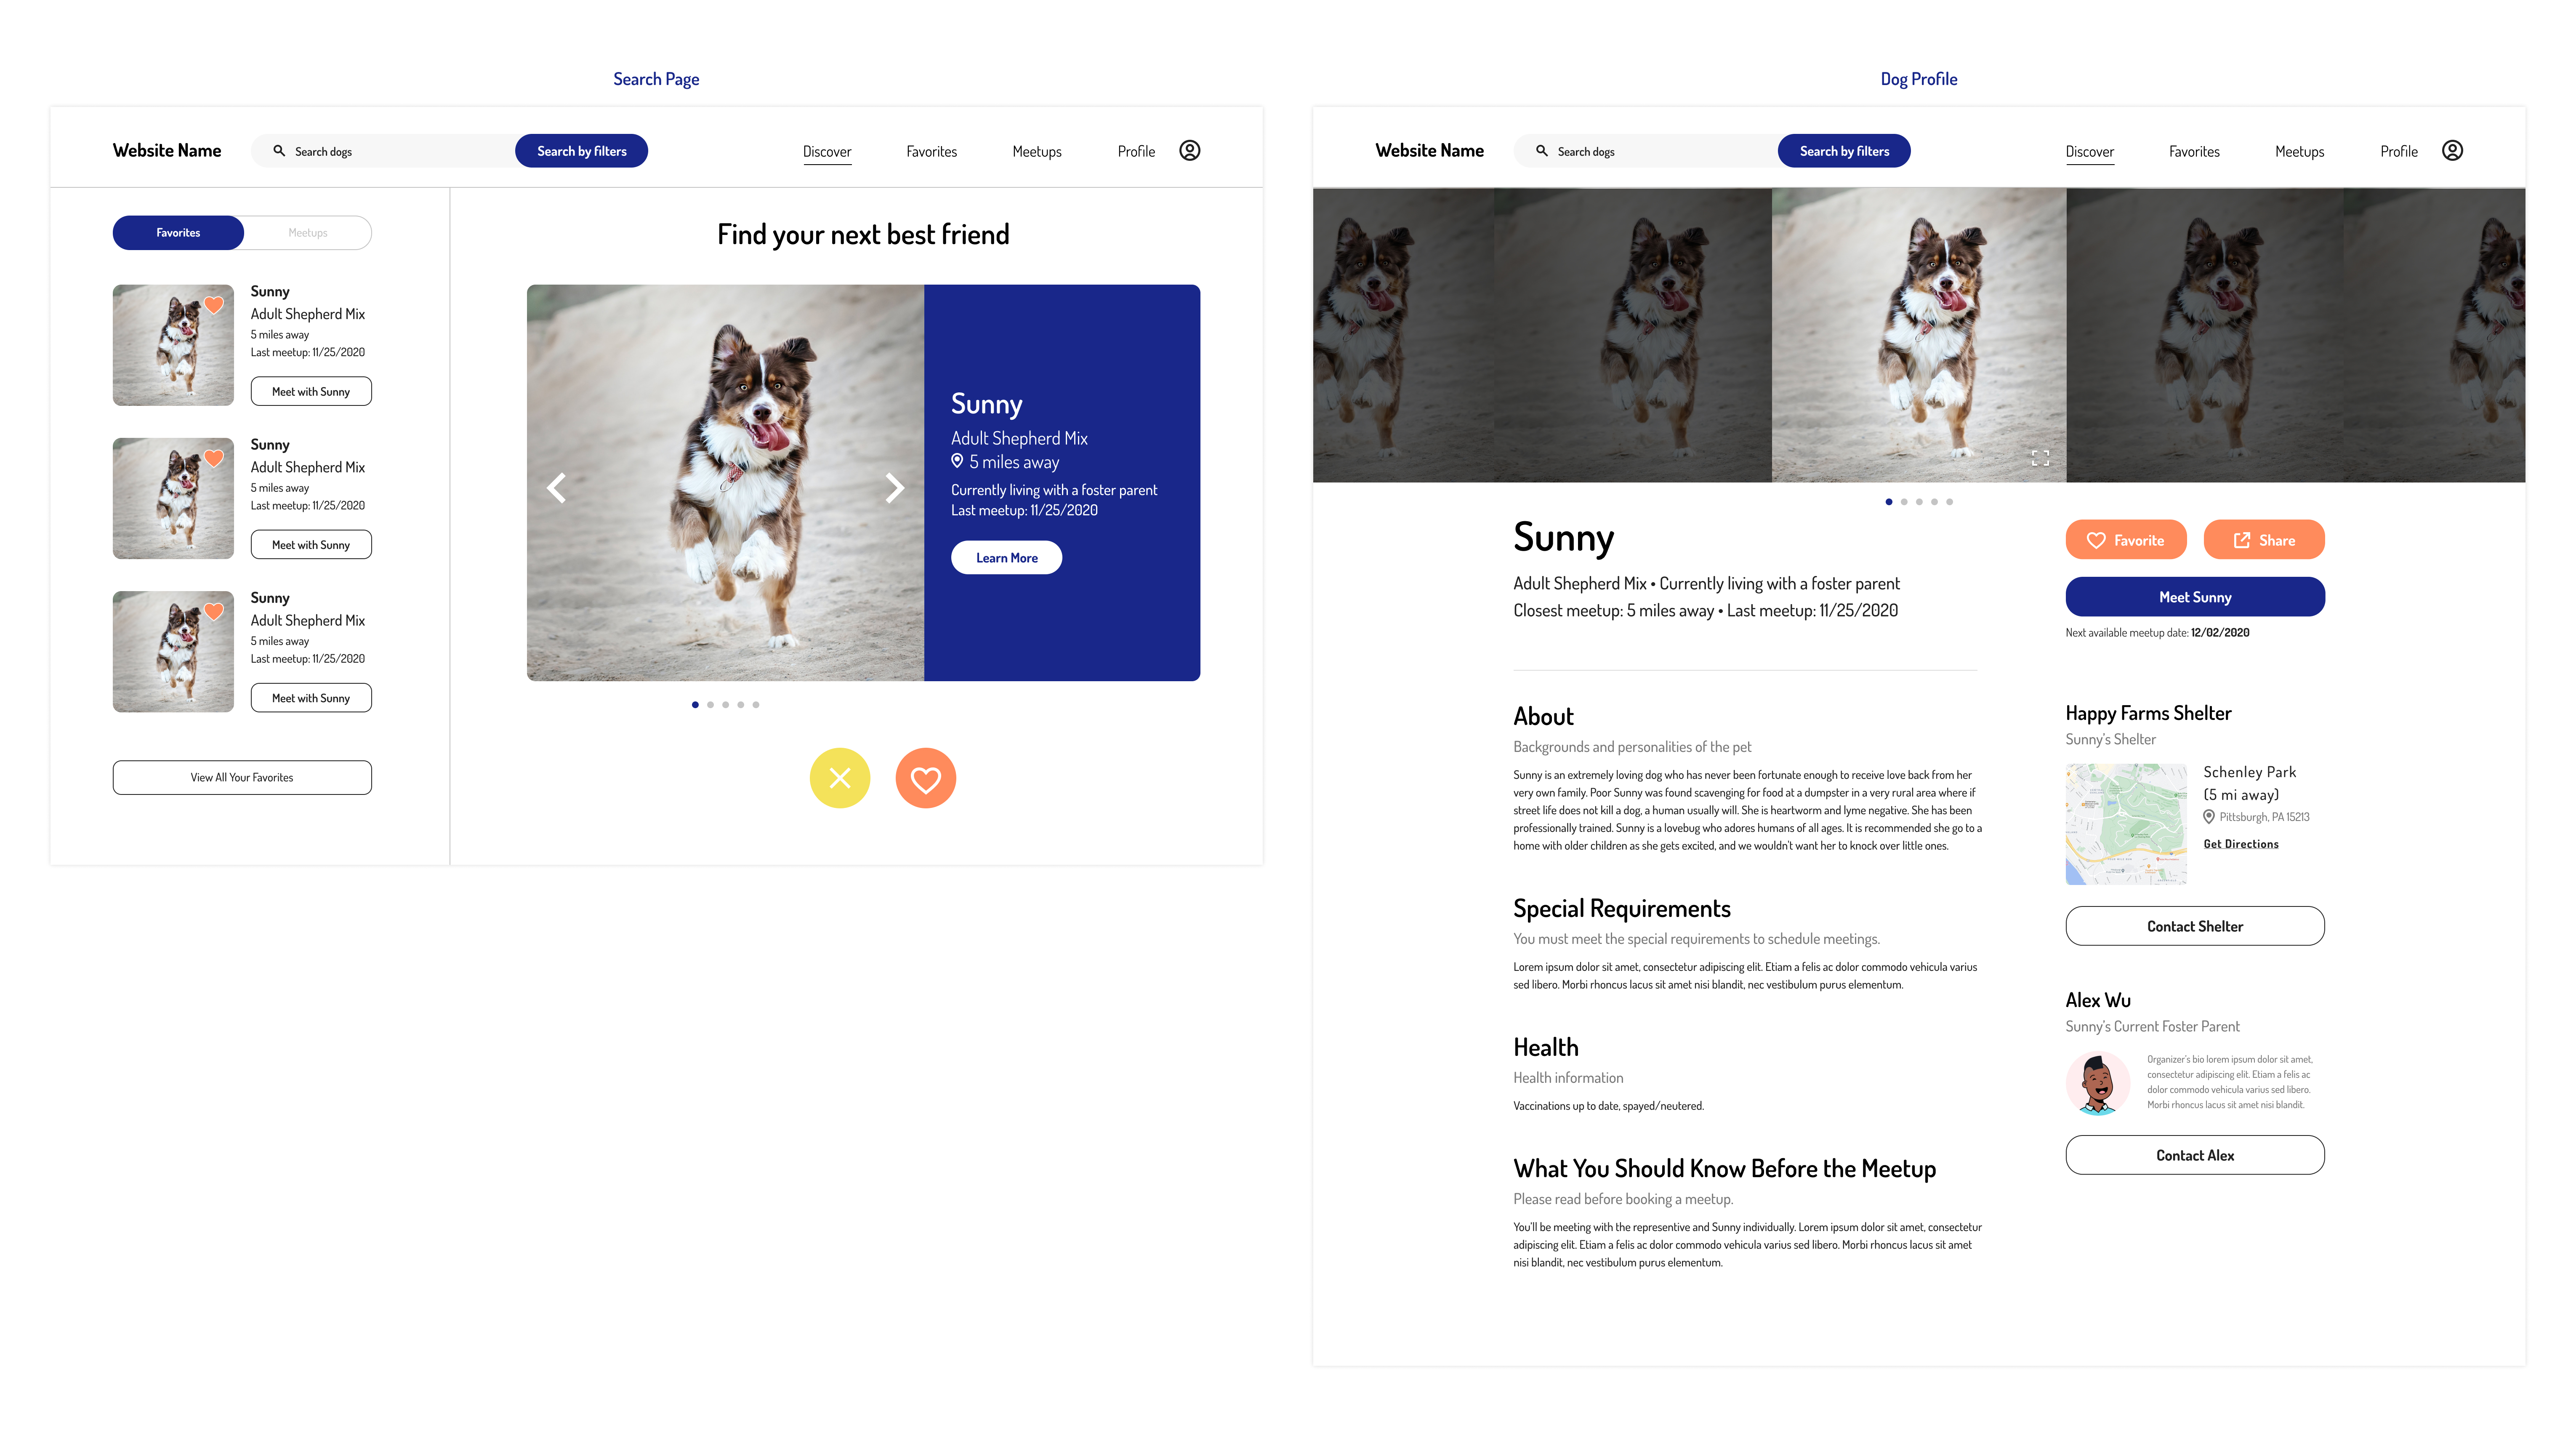 Search Page
Website Name
Search dogs
Search by filters
Discover
Favorites
Meetups
Profile
Favorites
Meetups
Sunny
Adult Shepherd Mix
5 miles away
Last meetup: 11/25/2020
Meet with Sunny
Sunny
Adult Shepherd Mix
5 miles away
Last meetup: 11/25/2020
Meet with Sunny
Sunny
Adult Shepherd Mix
5 miles away
Last meetup: 11/25/2020
Meet with Sunny
View All Your Favorites
Find your next best friend
Sunny
Adult Shepherd Mix
5 miles away
Currently living with a foster parent
Last meetup: 11/25/2020
Learn More
Dog Profile
Website Name
Search dogs
Search by filters
Discover
Favorites
Meetups
Profile
Sunny
Adult Shepherd Mix • Currently living with a foster parent
Closest meetup: 5 miles away • Last meetup: 11/25/2020
About
Backgrounds and personalities of the pet
Sunny is an extremely loving dog who has never been fortunate enough to receive love back from her
very own family. Poor Sunny was found scavenging for food at a dumpster in a very rural area where if
street life does not kill a dog, a human usually will. She is heartworm and lyme negative. She has been
professionally trained. Sunny is a lovebug who adores humans of all ages. It is recommended she go to a
home with older children as she gets excited, and we wouldn't want her to knock over little ones.
Special Requirements
You must meet the special requirements to schedule meetings.
Lorem ipsum dolor sit amet, consectetur adipiscing elit. Etiam a felis ac dolor commodo vehicula varius
sed libero. Morbi rhoncus lacus sit amet nisi blandit, nec vestibulum purus elementum.
Health
Health information
Vaccinations up to date, spayed/neutered.
What You Should Know Before the Meetup
Please read before booking a meetup.
You'll be meeting with the representive and Sunny individually. Lorem ipsum dolor sit amet, consectetur
adipiscing elit. Etiam a felis ac dolor commodo vehicula varius sed libero. Morbi rhoncus lacus sit amet
nisi blandit, nec vestibulum purus elementum.
Favorite
Share
Meet Sunny
Next available meetup date: 12/02/2020
Happy Farms Shelter
Sunny's Shelter
Schenley Park
(5 mi away)
Pittsburgh, PA 15213
Get Directions
Contact Shelter
Alex Wu
Sunny's Current Foster Parent
Organizer's bio lorem ipsum dolor sit amet,
consectetur adipiscing elit. Etiam a felis ac
dolor commodo vehicula varius sed libero.
Morbi rhoncus lacus sit amet nisi blandit.
Contact Alex